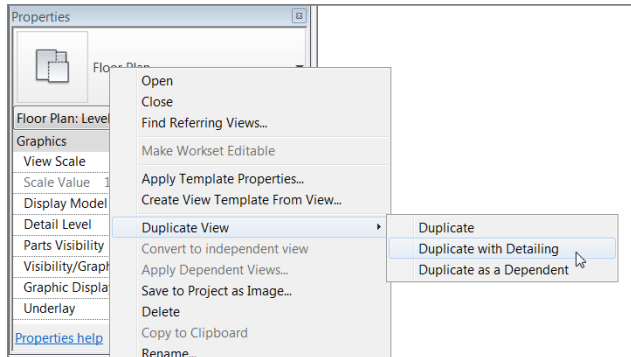 Properties
Floor Plan
Open
Close
Floor Plan: Level
Find Referring Views...
Graphics
Make Workset Editable
View Scale
Scale Value 1
Apply Template Properties...
Display Model
Create View Template From View...
Detail Level
Duplicate View
Duplicate
Parts Visibility
Convert to independent view
Duplicate with Detailing
Visibility/Graph
Apply Dependent Views...
Duplicate as a Dependent
Graphic Displa
Save to Project as Image...
Underlay
Delete
Properties help
Copy to Clipboard
Rename...